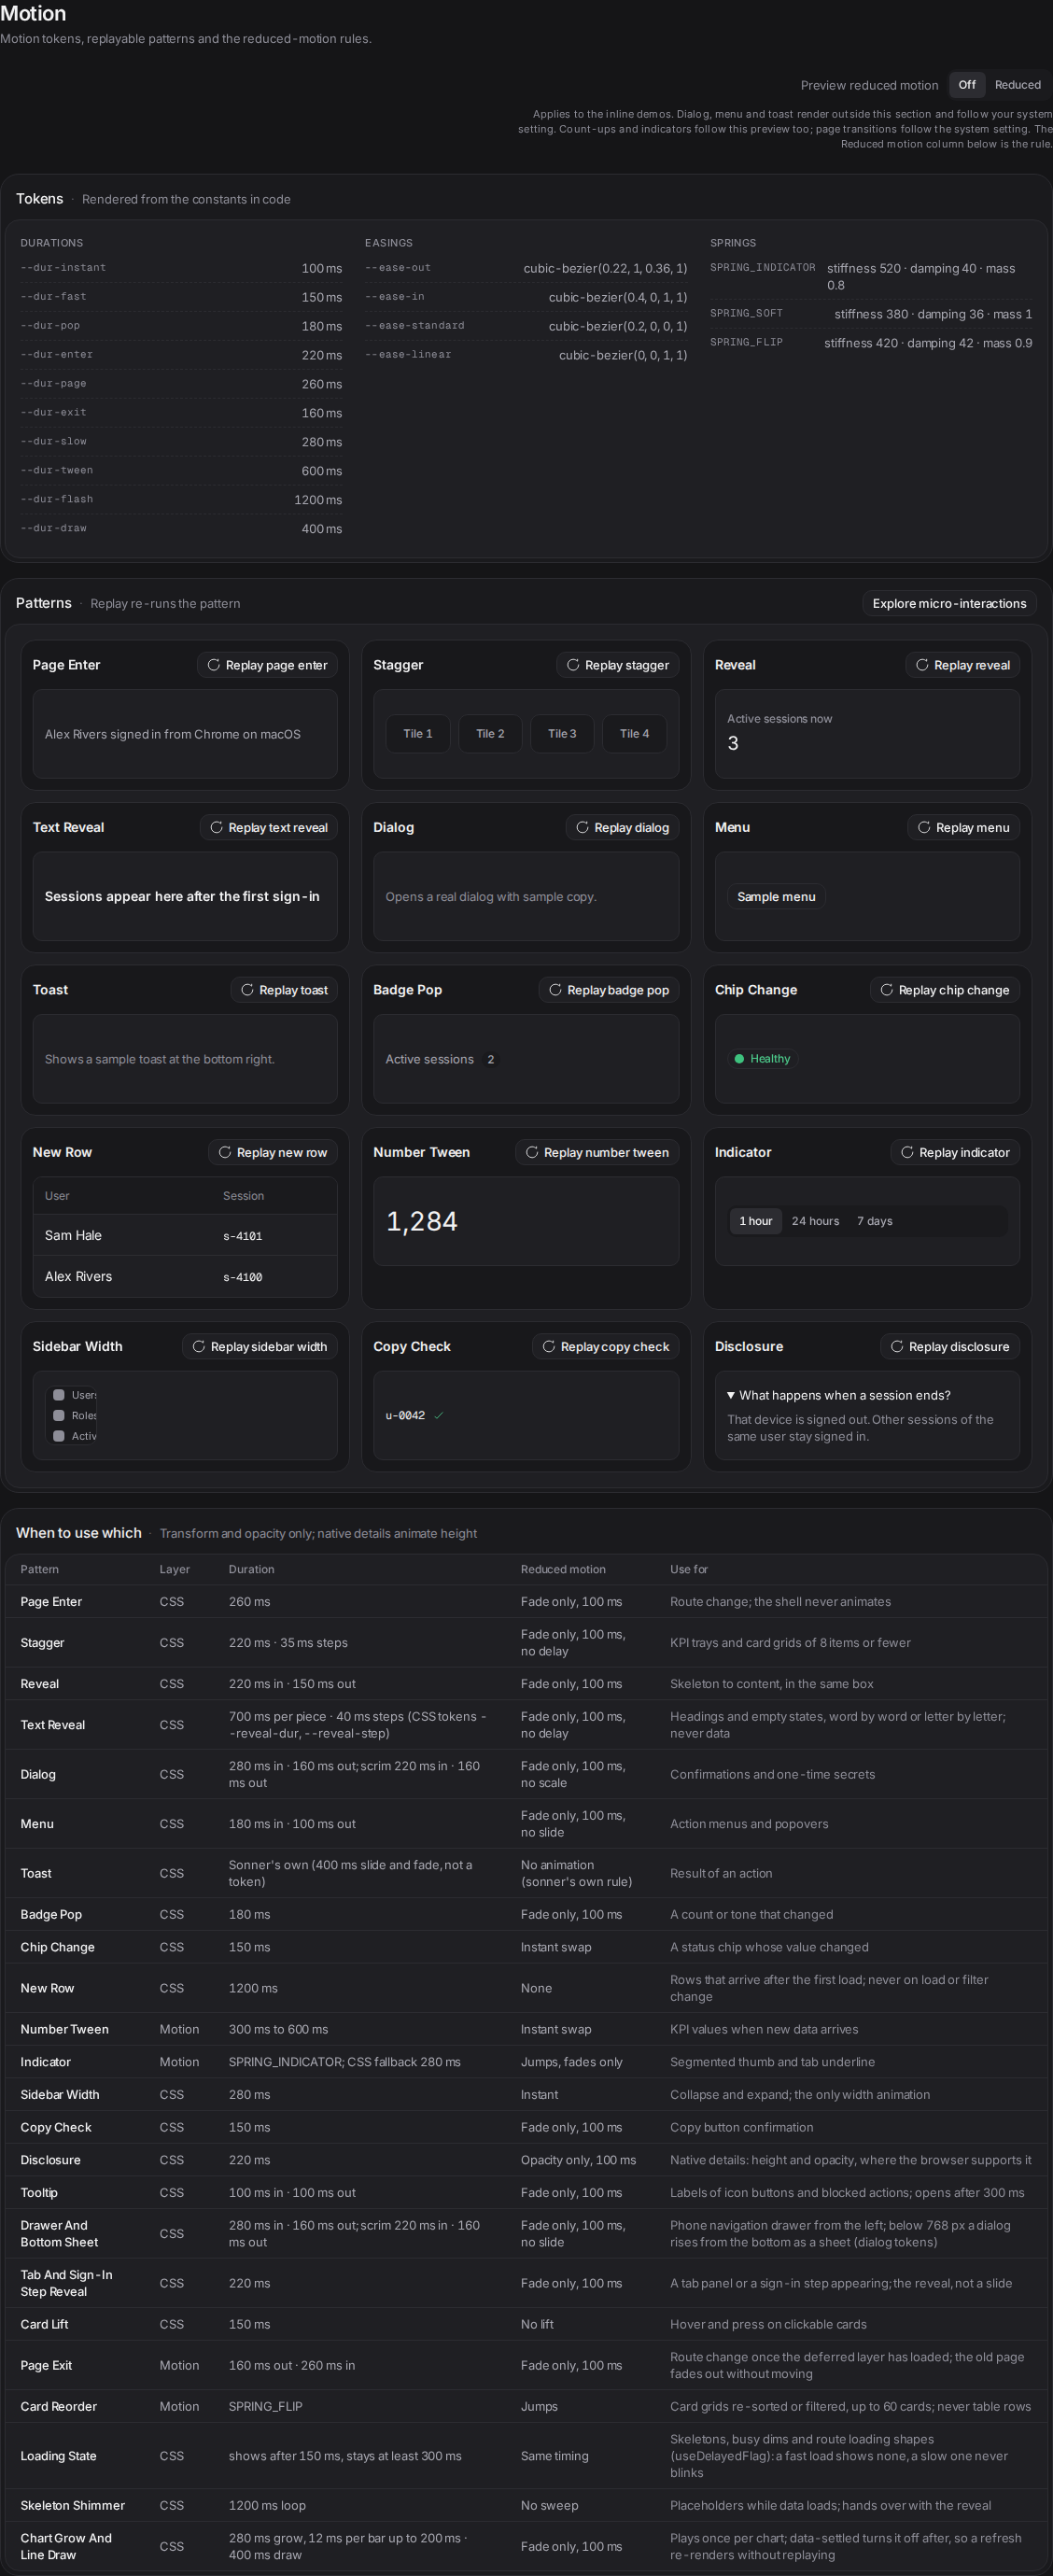 Motion
Motion tokens, replayable patterns and the reduced-motion rules.
Preview reduced motion Off Reduced
Applies to the inline demos. Dialog, menu and toast render outside this section and follow your system
setting. Count-ups and indicators follow this preview too; page transitions follow the system setting. The
Reduced motion column below is the rule.
Tokens · Rendered from the constants in code
DURATIONS
--dur-instant 100 ms
--dur-fast 150 ms
--dur-pop 180 ms
--dur-enter 220 ms
--dur-page 260 ms
--dur-exit 160 ms
--dur-slow 280 ms
--dur-tween 600 ms
--dur-flash 1200 ms
--dur-draw 400 ms
EASINGS
--ease-out cubic-bezier(0.22, 1, 0.36, 1)
--ease-in cubic-bezier(0.4, 0, 1, 1)
--ease-standard cubic-bezier(0.2, 0, 0, 1)
--ease-linear cubic-bezier(0, 0, 1, 1)
SPRINGS
SPRING_INDICATOR stiffness 520 · damping 40 · mass
0.8
SPRING_SOFT stiffness 380 · damping 36 · mass 1
SPRING_FLIP stiffness 420 · damping 42 · mass 0.9
Patterns · Replay re-runs the pattern
Explore micro-interactions
Page Enter Replay page enter
Alex Rivers signed in from Chrome on macOS
Stagger Replay stagger
Tile 1 Tile 2 Tile 3 Tile 4
Reveal Replay reveal
Active sessions now
3
Text Reveal Replay text reveal
Sessions appear here after the first sign-in
Dialog Replay dialog
Opens a real dialog with sample copy.
Menu Replay menu
Sample menu
Toast Replay toast
Shows a sample toast at the bottom right.
Badge Pop Replay badge pop
Active sessions 2
Chip Change Replay chip change
Healthy
New Row Replay new row
User Session
Sam Hale s-4101
Alex Rivers s-4100
Number Tween Replay number tween
1,284
Indicator Replay indicator
1 hour 24 hours 7 days
Sidebar Width Replay sidebar width
Users
Roles
Activ
Copy Check Replay copy check
u-0042
Disclosure Replay disclosure
What happens when a session ends?
That device is signed out. Other sessions of the
same user stay signed in.
When to use which · Transform and opacity only; native details animate height
Pattern Layer Duration Reduced motion Use for
Page Enter CSS 260 ms Fade only, 100 ms Route change; the shell never animates
Stagger CSS 220 ms · 35 ms steps Fade only, 100 ms,
no delay KPI trays and card grids of 8 items or fewer
Reveal CSS 220 ms in · 150 ms out Fade only, 100 ms Skeleton to content, in the same box
Text Reveal CSS 700 ms per piece · 40 ms steps (CSS tokens -
-reveal-dur, --reveal-step) Fade only, 100 ms,
no delay Headings and empty states, word by word or letter by letter;
never data
Dialog CSS 280 ms in · 160 ms out; scrim 220 ms in · 160
ms out Fade only, 100 ms,
no scale Confirmations and one-time secrets
Menu CSS 180 ms in · 100 ms out Fade only, 100 ms,
no slide Action menus and popovers
Toast CSS Sonner's own (400 ms slide and fade, not a
token) No animation
(sonner's own rule) Result of an action
Badge Pop CSS 180 ms Fade only, 100 ms A count or tone that changed
Chip Change CSS 150 ms Instant swap A status chip whose value changed
New Row CSS 1200 ms None Rows that arrive after the first load; never on load or filter
change
Number Tween Motion 300 ms to 600 ms Instant swap KPI values when new data arrives
Indicator Motion SPRING_INDICATOR; CSS fallback 280 ms Jumps, fades only Segmented thumb and tab underline
Sidebar Width CSS 280 ms Instant Collapse and expand; the only width animation
Copy Check CSS 150 ms Fade only, 100 ms Copy button confirmation
Disclosure CSS 220 ms Opacity only, 100 ms Native details: height and opacity, where the browser supports it
Tooltip CSS 100 ms in · 100 ms out Fade only, 100 ms Labels of icon buttons and blocked actions; opens after 300 ms
Drawer And
Bottom Sheet CSS 280 ms in · 160 ms out; scrim 220 ms in · 160
ms out Fade only, 100 ms,
no slide Phone navigation drawer from the left; below 768 px a dialog
rises from the bottom as a sheet (dialog tokens)
Tab And Sign-In
Step Reveal CSS 220 ms Fade only, 100 ms A tab panel or a sign-in step appearing; the reveal, not a slide
Card Lift CSS 150 ms No lift Hover and press on clickable cards
Page Exit Motion 160 ms out · 260 ms in Fade only, 100 ms Route change once the deferred layer has loaded; the old page
fades out without moving
Card Reorder Motion SPRING_FLIP Jumps Card grids re-sorted or filtered, up to 60 cards; never table rows
Loading State CSS shows after 150 ms, stays at least 300 ms Same timing Skeletons, busy dims and route loading shapes
(useDelayedFlag): a fast load shows none, a slow one never
blinks
Skeleton Shimmer CSS 1200 ms loop No sweep Placeholders while data loads; hands over with the reveal
Chart Grow And
Line Draw CSS 280 ms grow, 12 ms per bar up to 200 ms ·
400 ms draw Fade only, 100 ms Plays once per chart; data-settled turns it off after, so a refresh
re-renders without replaying